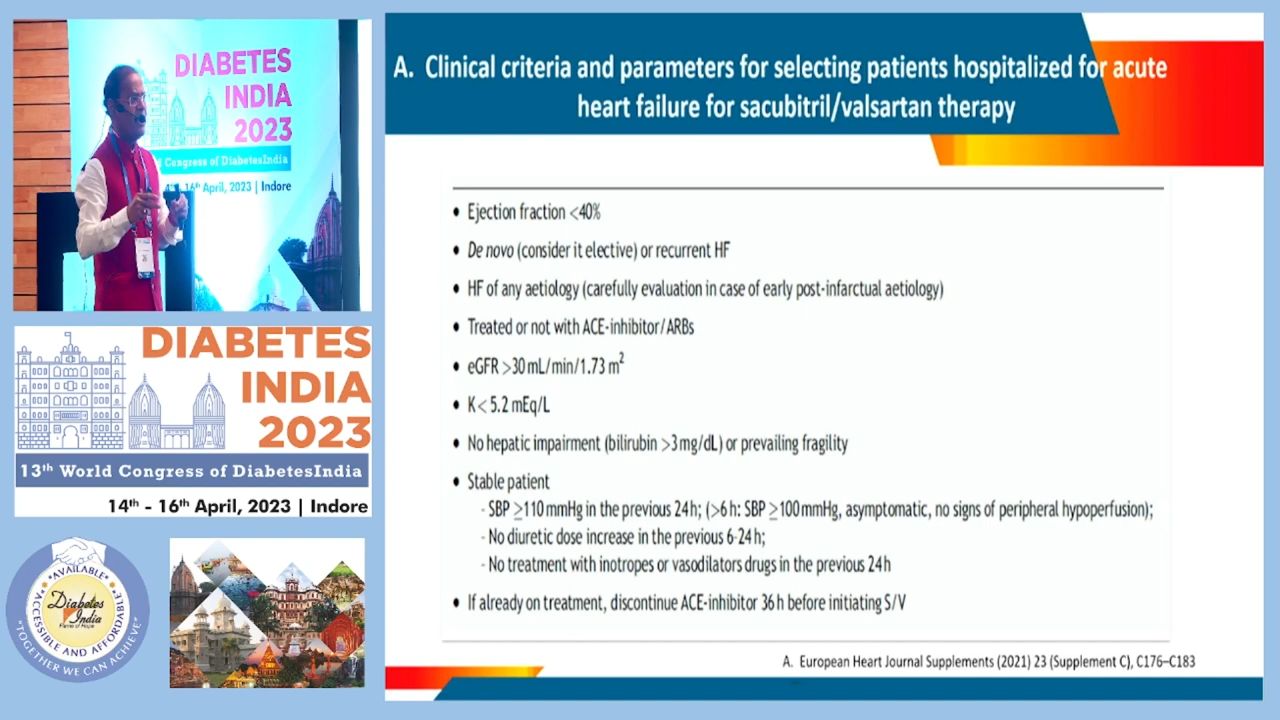 DIABETES
INDIA
2023
Congress of DiabetesIndia
16th April, 2023 | Indore
DIABETES
INDIA
2023
13th World Congress of DiabetesIndia
14th - 16th April, 2023 | Indore
"AVAILABLE"
"ACCESSIBLE AND AFFORDABLE"
Diabetes
India
"TOGETHER WE CAN ACHIEVE"
A. Clinical criteria and parameters for selecting patients hospitalized for acute
heart failure for sacubitril/valsartan therapy
• Ejection fraction <40%
• De novo (consider it elective) or recurrent HF
• HF of any aetiology (carefully evaluation in case of early post-infarctual aetiology)
• Treated or not with ACE-inhibitor/ARBs
• eGFR >30 mL/min/1.73 m²
• K< 5.2 mEq/L
• No hepatic impairment (bilirubin >3 mg/dL) or prevailing fragility
• Stable patient
- SBP ≥110 mmHg in the previous 24 h; (>6 h: SBP ≥100 mmHg, asymptomatic, no signs of peripheral hypoperfusion);
- No diuretic dose increase in the previous 6-24 h;
- No treatment with inotropes or vasodilators drugs in the previous 24 h
• If already on treatment, discontinue ACE-inhibitor 36 h before initiating S/V
A. European Heart Journal Supplements (2021) 23 (Supplement C), C176–C183